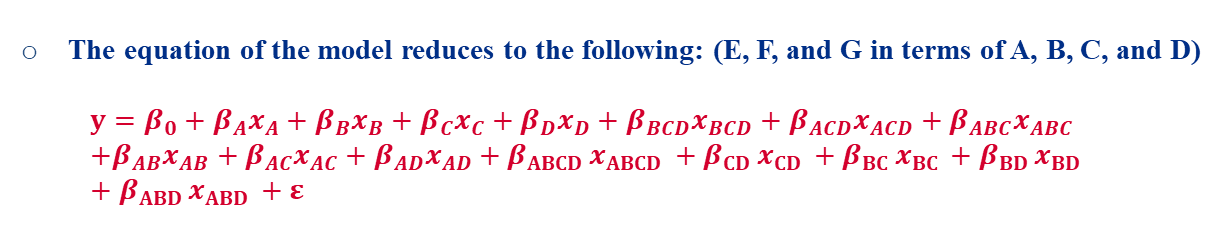 ○ The equation of the model reduces to the following: (E, F, and G in terms of A, B, C, and D)
y = β₀ + β_A x_A + β_B x_B + β_C x_C + β_D x_D + β_BCD x_BCD + β_ACD x_ACD + β_ABC x_ABC
+β_AB x_AB + β_AC x_AC + β_AD x_AD + β_ABCD x_ABCD + β_CD x_CD + β_BC x_BC + β_BD x_BD
+ β_ABD x_ABD + ε